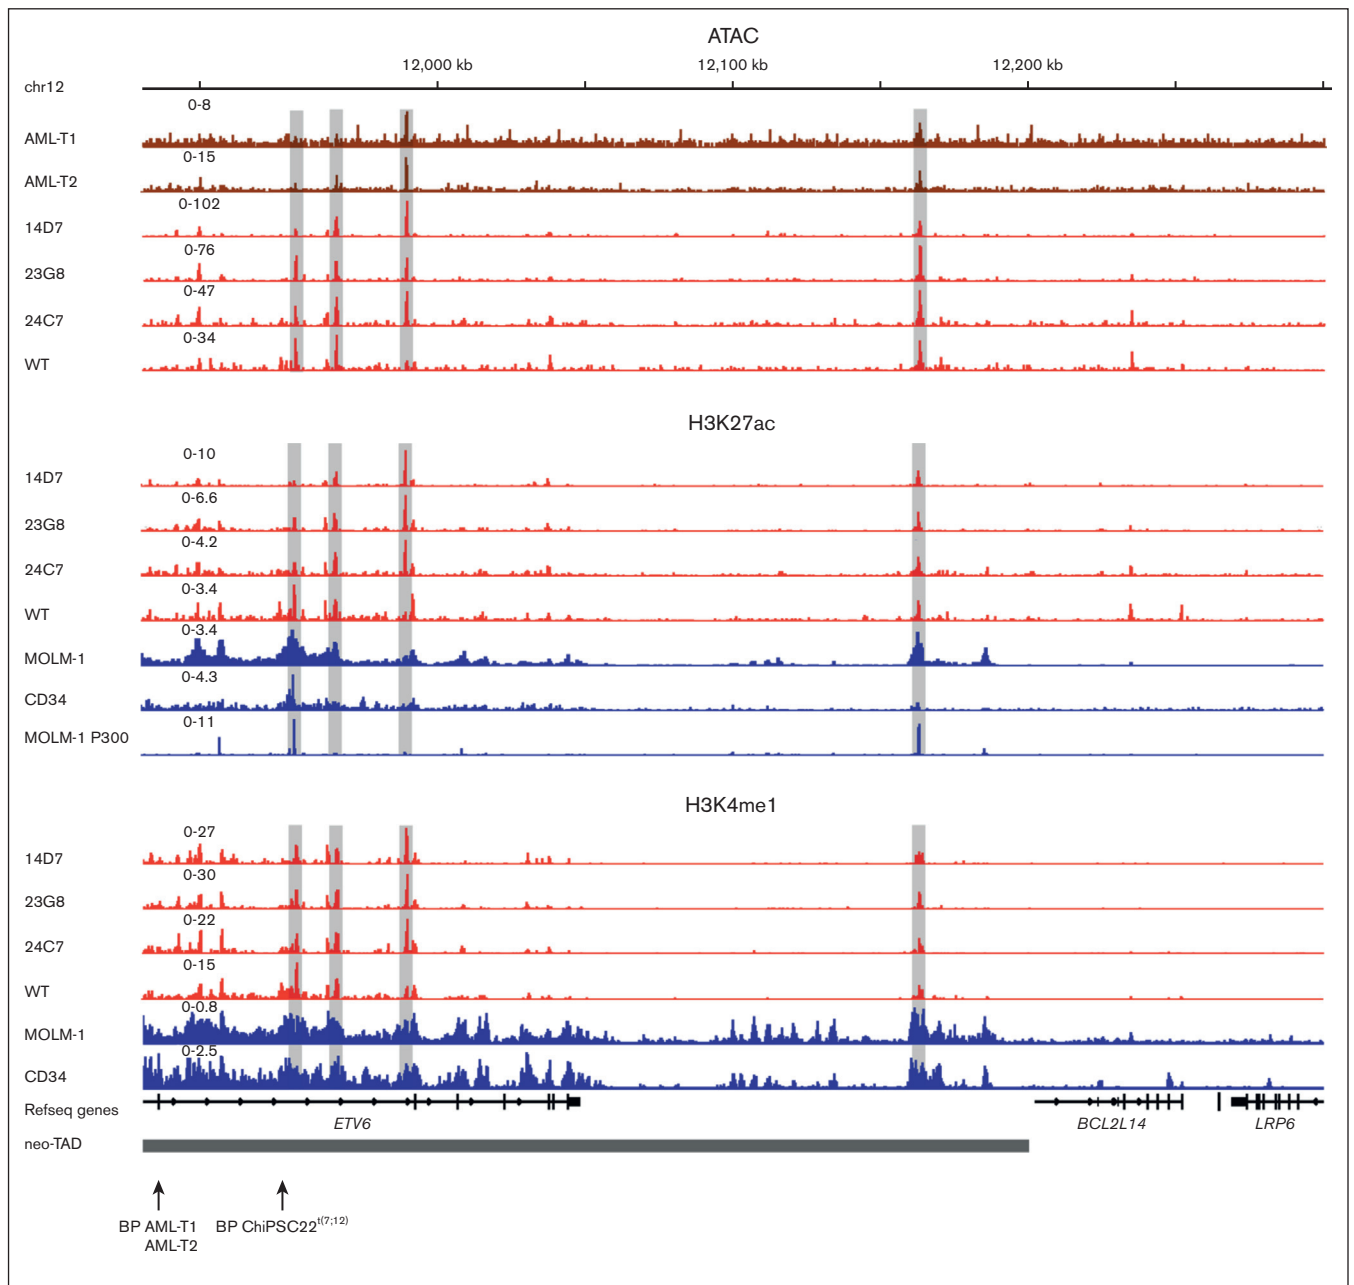 ATAC
12,000 kb 12,100 kb 12,200 kb
chr12
0-8
AML-T1
0-15
AML-T2
0-102
14D7
0-76
23G8
0-47
24C7
0-34
WT
H3K27ac
0-10
14D7
0-6.6
23G8
0-4.2
24C7
0-3.4
WT
0-3.4
MOLM-1
0-4.3
CD34
0-11
MOLM-1 P300
H3K4me1
0-27
14D7
0-30
23G8
0-22
24C7
0-15
WT
0-0.8
MOLM-1
0-2.5
CD34
Refseq genes
ETV6 BCL2L14 LRP6
neo-TAD
BP AML-T1 BP ChiPSC22t(7;12)
AML-T2